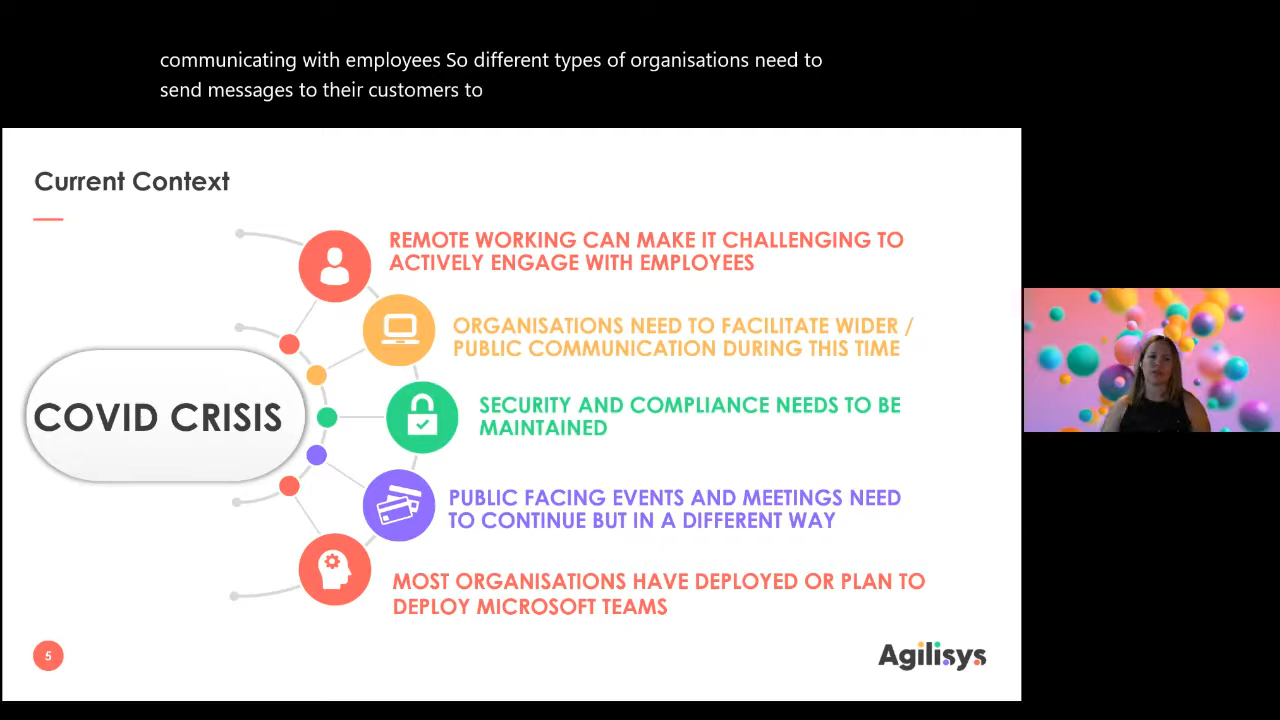 communicating with employees So different types of organisations need to
send messages to their customers to
Current Context
REMOTE WORKING CAN MAKE IT CHALLENGING TO
ACTIVELY ENGAGE WITH EMPLOYEES
ORGANISATIONS NEED TO FACILITATE WIDER /
PUBLIC COMMUNICATION DURING THIS TIME
COVID CRISIS
SECURITY AND COMPLIANCE NEEDS TO BE
MAINTAINED
PUBLIC FACING EVENTS AND MEETINGS NEED
TO CONTINUE BUT IN A DIFFERENT WAY
MOST ORGANISATIONS HAVE DEPLOYED OR PLAN TO
DEPLOY MICROSOFT TEAMS
5
Agilisys